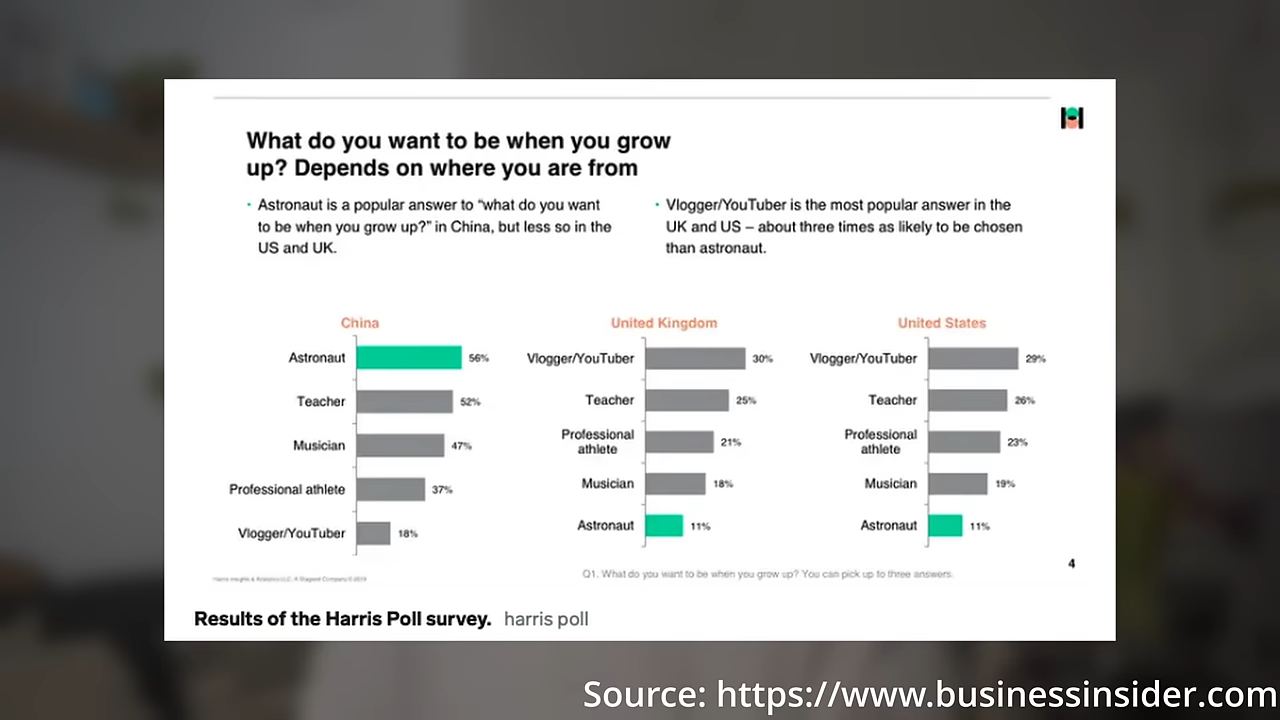 What do you want to be when you grow
up? Depends on where you are from
• Astronaut is a popular answer to “what do you want
to be when you grow up?” in China, but less so in the
US and UK.
• Vlogger/YouTuber is the most popular answer in the
UK and US – about three times as likely to be chosen
than astronaut.
China
Astronaut 56%
Teacher 52%
Musician 47%
Professional athlete 37%
Vlogger/YouTuber 18%
United Kingdom
Vlogger/YouTuber 30%
Teacher 25%
Professional
athlete 21%
Musician 18%
Astronaut 11%
United States
Vlogger/YouTuber 29%
Teacher 26%
Professional
athlete 23%
Musician 19%
Astronaut 11%
Harris Insights & Analytics LLC, A Stagwell Company © 2019
Q1. What do you want to be when you grow up? You can pick up to three answers.
4
Results of the Harris Poll survey. harris poll
Source: https://www.businessinsider.com